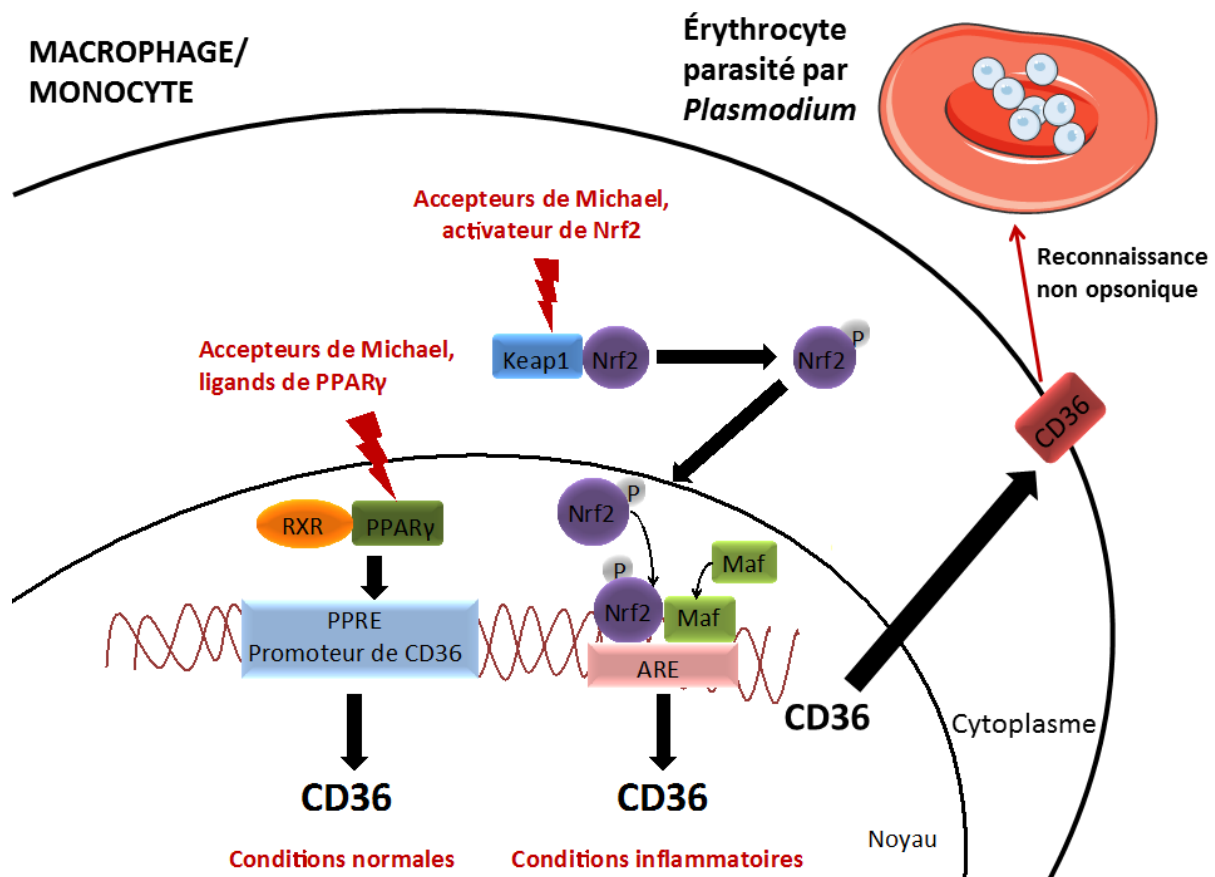 MACROPHAGE/
MONOCYTE
Érythrocyte
parasité par
Plasmodium
Accepteurs de Michael,
activateur de Nrf2
Reconnaissance
non opsonique
Keap1
Nrf2
Nrf2
P
Accepteurs de Michael,
ligands de PPARγ
CD36
RXR
PPARγ
Nrf2
P
Maf
P
Nrf2
Maf
PPRE
Promoteur de CD36
ARE
CD36
Cytoplasme
CD36
CD36
Noyau
Conditions normales
Conditions inflammatoires